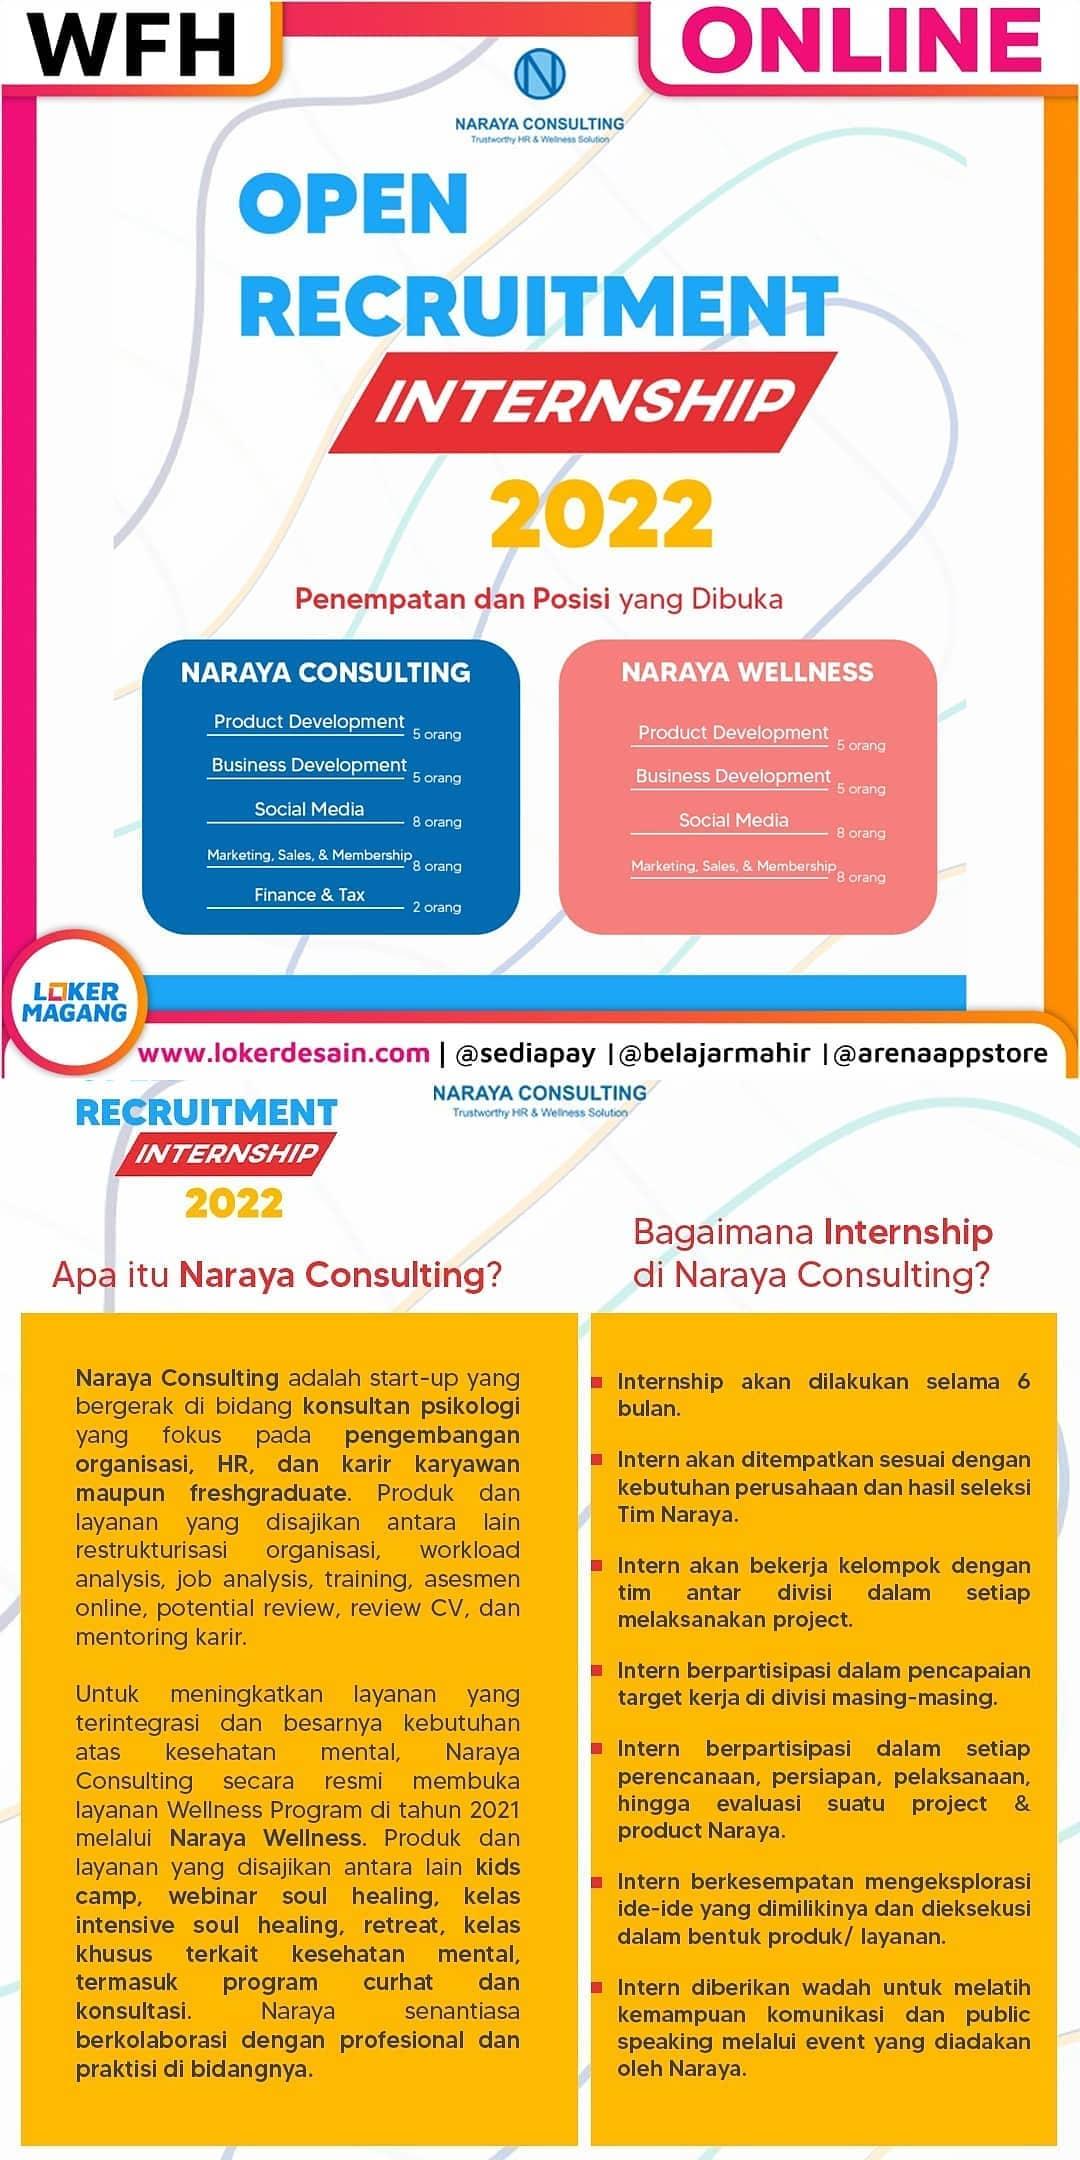 WFH
ONLINE
NARAYA CONSULTING
Trustworthy HR & Wellness Solution
OPEN
RECRUITMENT
INTERNSHIP
2022
Penempatan dan Posisi yang Dibuka
NARAYA CONSULTING
Product Development 5 orang
Business Development 5 orang
Social Media 8 orang
Marketing, Sales, & Membership 8 orang
Finance & Tax 2 orang
NARAYA WELLNESS
Product Development 5 orang
Business Development 5 orang
Social Media 8 orang
Marketing, Sales, & Membership 8 orang
LOKER
MAGANG
www.lokerdesain.com | @sediapay | @belajarmahir | @arenaappstore
RECRUITMENT
INTERNSHIP
2022
NARAYA CONSULTING
Trustworthy HR & Wellness Solution
Apa itu Naraya Consulting?
Naraya Consulting adalah start-up yang
bergerak di bidang konsultan psikologi
yang fokus pada pengembangan
organisasi, HR, dan karir karyawan
maupun freshgraduate. Produk dan
layanan yang disajikan antara lain
restrukturisasi organisasi, workload
analysis, job analysis, training, asesmen
online, potential review, review CV, dan
mentoring karir.
Untuk meningkatkan layanan yang
terintegrasi dan besarnya kebutuhan
atas kesehatan mental, Naraya
Consulting secara resmi membuka
layanan Wellness Program di tahun 2021
melalui Naraya Wellness. Produk dan
layanan yang disajikan antara lain kids
camp, webinar soul healing, kelas
intensive soul healing, retreat, kelas
khusus terkait kesehatan mental,
termasuk program curhat dan
konsultasi. Naraya senantiasa
berkolaborasi dengan profesional dan
praktisi di bidangnya.
Bagaimana Internship
di Naraya Consulting?
Internship akan dilakukan selama 6
bulan.
Intern akan ditempatkan sesuai dengan
kebutuhan perusahaan dan hasil seleksi
Tim Naraya.
Intern akan bekerja kelompok dengan
tim antar divisi dalam setiap
melaksanakan project.
Intern berpartisipasi dalam pencapaian
target kerja di divisi masing-masing.
Intern berpartisipasi dalam setiap
perencanaan, persiapan, pelaksanaan,
hingga evaluasi suatu project &
product Naraya.
Intern berkesempatan mengeksplorasi
ide-ide yang dimilikinya dan dieksekusi
dalam bentuk produk/ layanan.
Intern diberikan wadah untuk melatih
kemampuan komunikasi dan public
speaking melalui event yang diadakan
oleh Naraya.